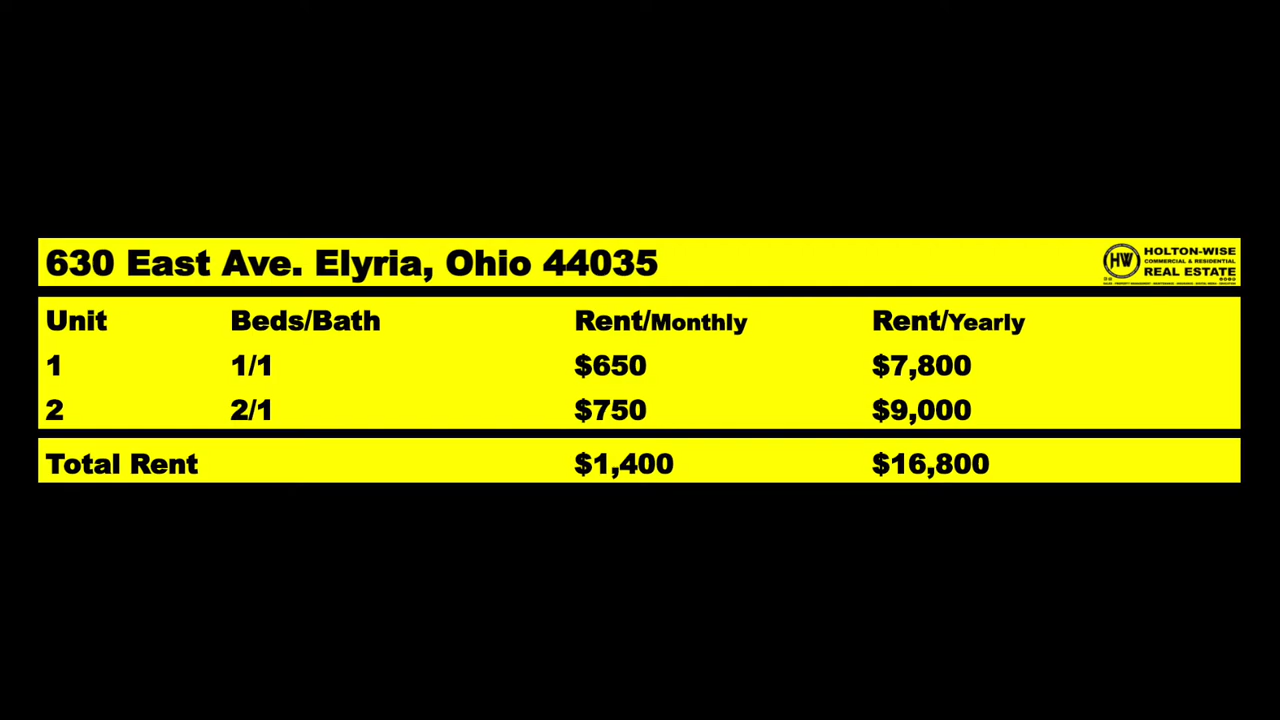 630 East Ave. Elyria, Ohio 44035
HW
HOLTON-WISE
COMMERCIAL & RESIDENTIAL
REAL ESTATE
Unit Beds/Bath Rent/Monthly Rent/Yearly
1 1/1 $650 $7,800
2 2/1 $750 $9,000
Total Rent $1,400 $16,800